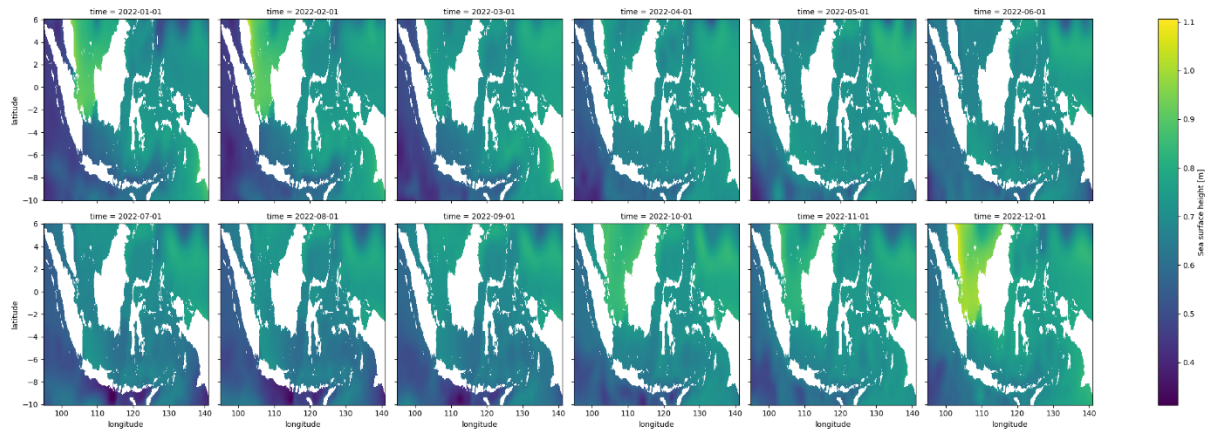 time = 2022-01-01
time = 2022-02-01
time = 2022-03-01
time = 2022-04-01
time = 2022-05-01
time = 2022-06-01
6
4
2
0
−2
−4
−6
−8
−10
latitude
time = 2022-07-01
time = 2022-08-01
time = 2022-09-01
time = 2022-10-01
time = 2022-11-01
time = 2022-12-01
6
4
2
0
−2
−4
−6
−8
−10
latitude
100 110 120 130 140
100 110 120 130 140
100 110 120 130 140
100 110 120 130 140
100 110 120 130 140
100 110 120 130 140
longitude
longitude
longitude
longitude
longitude
longitude
1.1
1.0
0.9
0.8
0.7
0.6
0.5
0.4
Sea surface height [m]